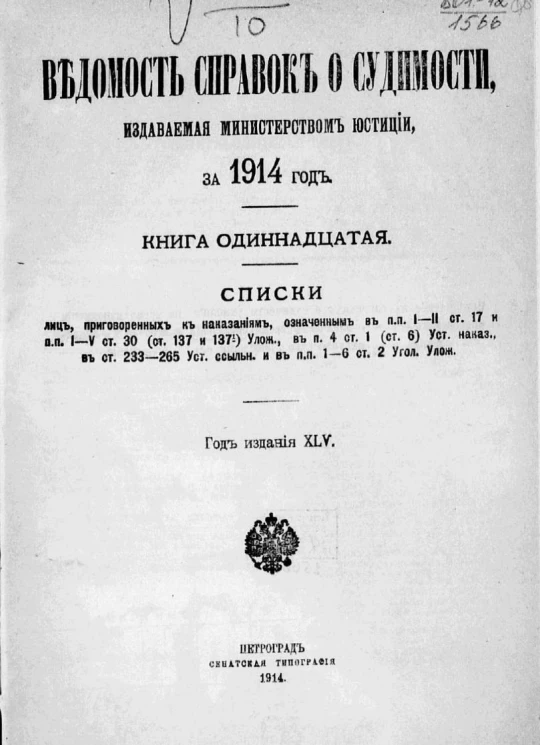 10
1566
ВѢДОМОСТЬ СПРАВОКЪ О СУДИМОСТИ,
ИЗДАВАЕМАЯ МИНИСТЕРСТВОМЪ ЮСТИЦІИ,
ЗА 1914 ГОДЪ.
КНИГА ОДИННАДЦАТАЯ.
СПИСКИ
лицъ, приговоренныхъ къ наказаніямъ, означеннымъ въ п.п. I—II ст. 17 и
п.п. I—V ст. 30 (ст. 137 и 137¹) Улож., въ п. 4 ст. 1 (ст. 6) Уст. наказ.,
въ ст. 233—265 Уст. ссыльн. и въ п.п. 1—6 ст. 2 Угол. Улож.
Годъ изданія XLV.
ПЕТРОГРАДЪ
СЕНАТСКАЯ ТИПОГРАФІЯ
1914.